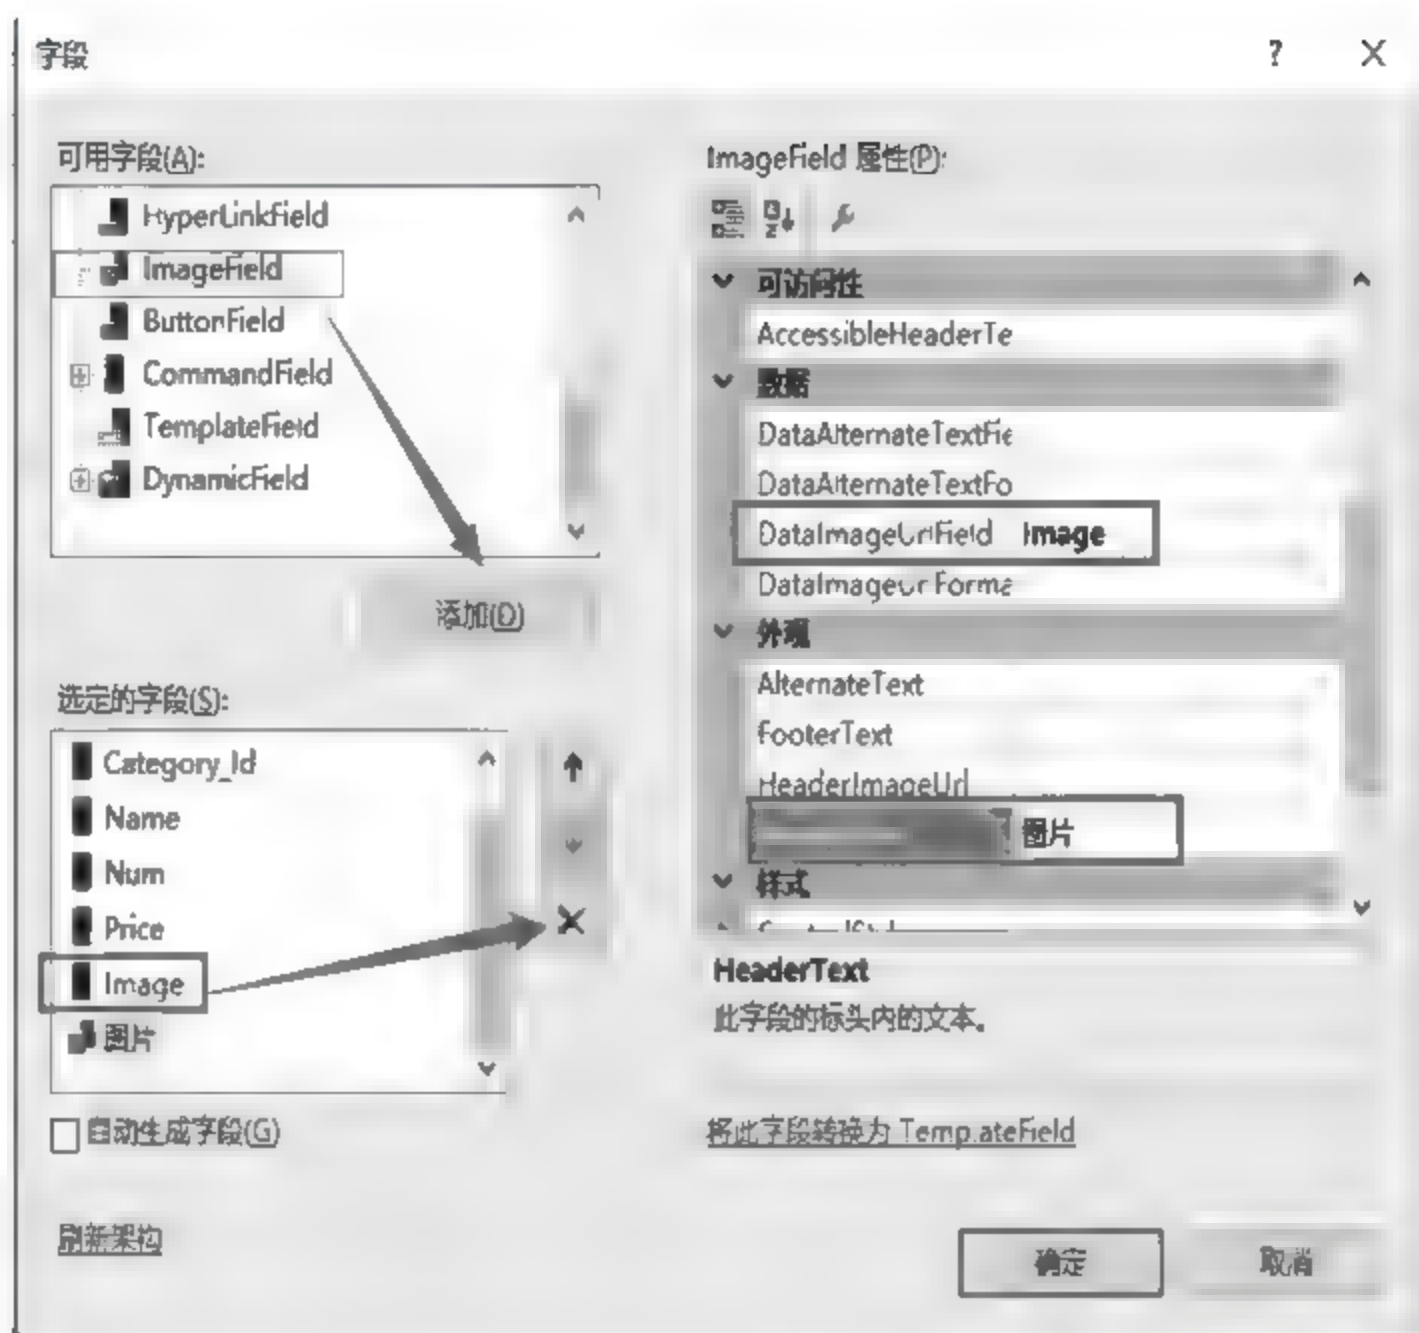 字段
?
可用字段(A):
HyperLinkField
ImageField
ButtonField
CommandField
TemplateField
DynamicField
添加(D)
选定的字段(S):
Category_Id
Name
Num
Price
Image
图片
自动生成字段(G)
刷新架构
ImageField 属性(P):
可访问性
AccessibleHeaderTe
数据
DataAlternateTextFie
DataAlternateTextFo
DataImageUrlField Image
DataImageUrlForma
外观
AlternateText
FooterText
HeaderImageUrl
图片
样式
HeaderText
此字段的标头内的文本。
将此字段转换为 TemplateField
确定
取消